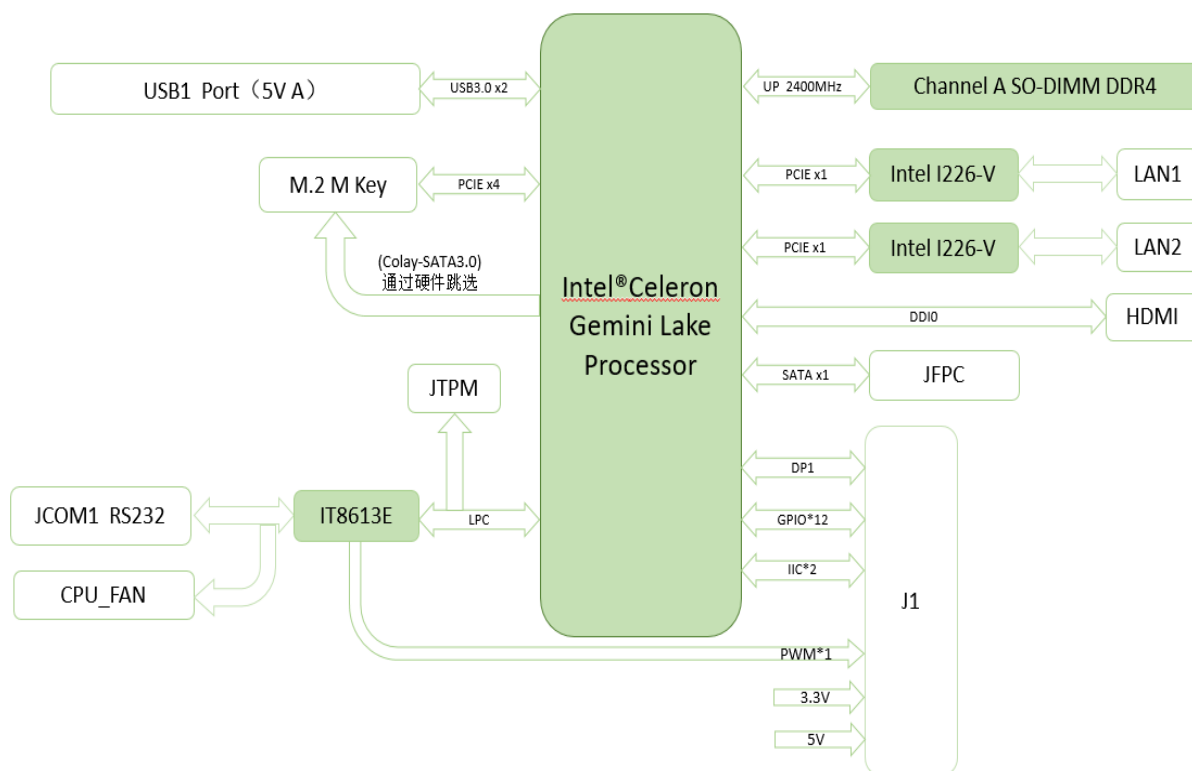 USB1 Port（5V A）
USB3.0 x2
UP 2400MHz
Channel A SO-DIMM DDR4
M.2 M Key
PCIE x4
PCIE x1
Intel I226-V
LAN1
(Colay-SATA3.0)
通过硬件跳选
PCIE x1
Intel I226-V
LAN2
Intel®Celeron
Gemini Lake
Processor
DDI0
HDMI
SATA x1
JFPC
JTPM
JCOM1 RS232
IT8613E
LPC
CPU_FAN
DP1
GPIO*12
IIC*2
J1
PWM*1
3.3V
5V